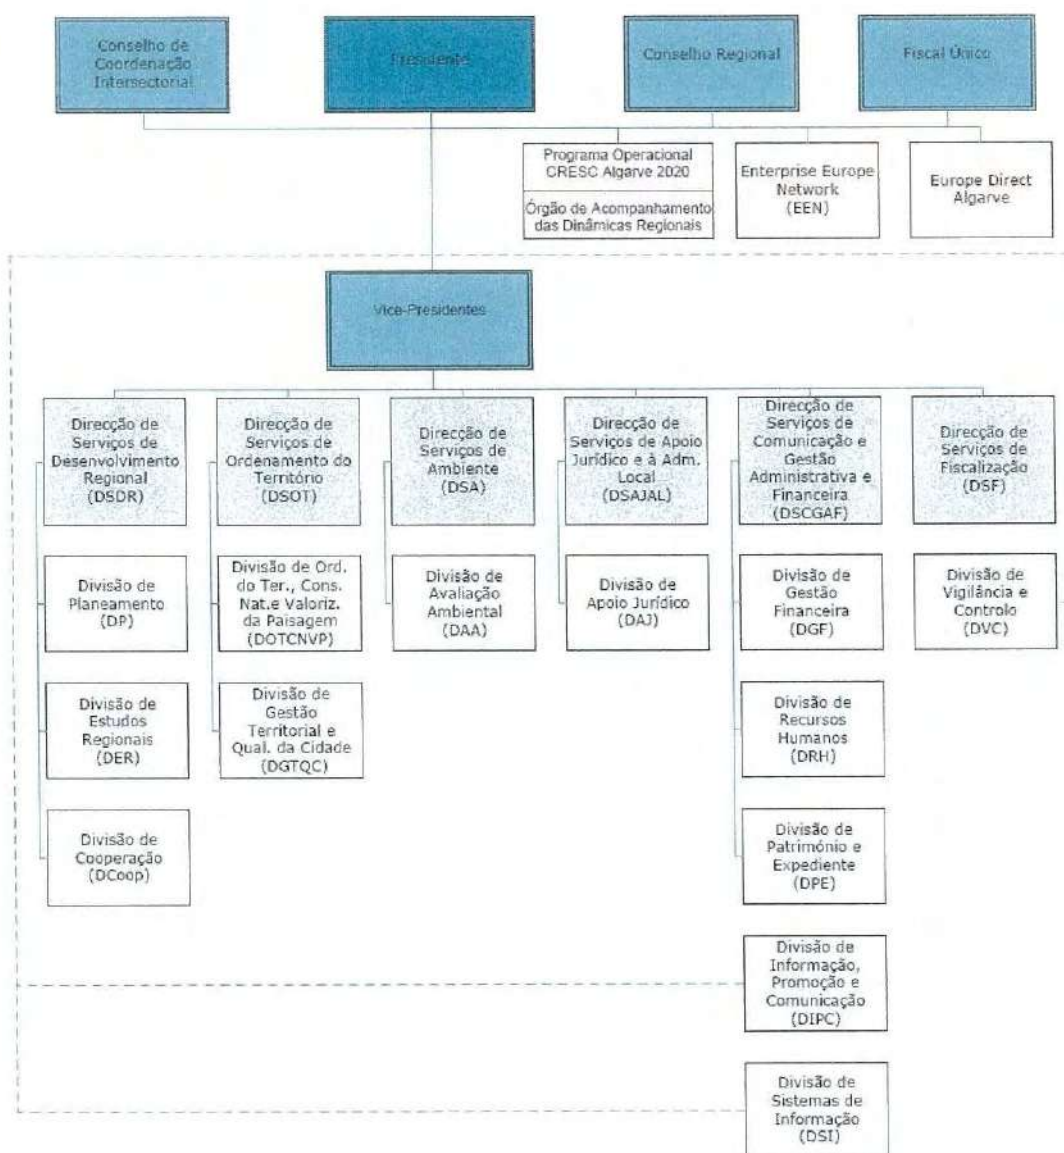 Conselho de
Coordenação
Intersectorial
Presidente
Conselho Regional
Fiscal Único
Programa Operacional
CRESC Algarve 2020
Órgão de Acompanhamento
das Dinâmicas Regionais
Enterprise Europe
Network
(EEN)
Europe Direct
Algarve
Vice-Presidentes
Direcção de
Serviços de
Desenvolvimento
Regional
(DSDR)
Direcção de
Serviços de
Ordenamento do
Território
(DSOT)
Direcção de
Serviços de
Ambiente
(DSA)
Direcção de
Serviços de Apoio
Jurídico e à Adm.
Local
(DSAJAL)
Direcção de
Serviços de
Comunicação e
Gestão
Administrativa e
Financeira
(DSCGAF)
Direcção de
Serviços de
Fiscalização
(DSF)
Divisão de
Planeamento
(DP)
Divisão de Ord.
do Ter., Cons.
Nat.e Valoriz.
da Paisagem
(DOTCNVP)
Divisão de
Avaliação
Ambiental
(DAA)
Divisão de
Apoio Jurídico
(DAJ)
Divisão de
Gestão
Financeira
(DGF)
Divisão de
Vigilância e
Controlo
(DVC)
Divisão de
Estudos
Regionais
(DER)
Divisão de
Gestão
Territorial e
Qual. da Cidade
(DGTQC)
Divisão de
Recursos
Humanos
(DRH)
Divisão de
Cooperação
(DCoop)
Divisão de
Património e
Expediente
(DPE)
Divisão de
Informação,
Promoção e
Comunicação
(DIPC)
Divisão de
Sistemas de
Informação
(DSI)